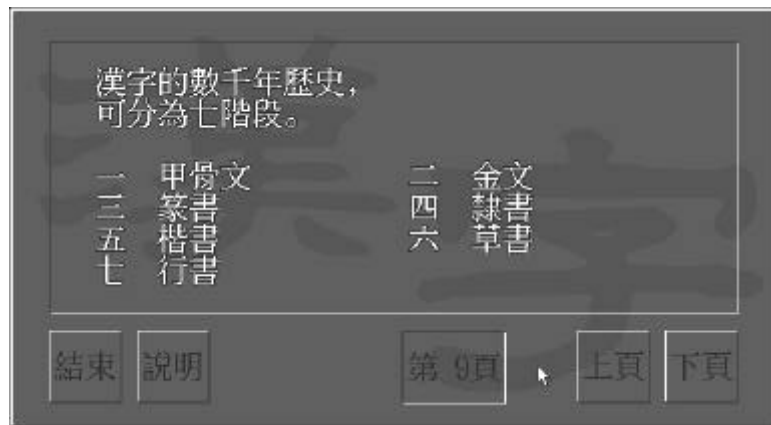 漢字
漢字的數千年歷史，
可分為七階段。
一 甲骨文 二 金文
三 篆書 四 隸書
五 楷書 六 草書
七 行書
結束 說明 第 9頁 上頁 下頁